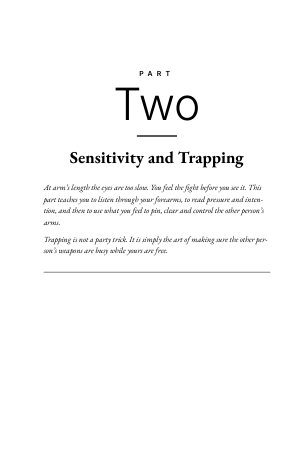 PART
Two
Sensitivity and Trapping
At arm's length the eyes are too slow. You feel the fight before you see it. This
part teaches you to listen through your forearms, to read pressure and inten-
tion, and then to use what you feel to pin, clear and control the other person's
arms.
Trapping is not a party trick. It is simply the art of making sure the other per-
son's weapons are busy while yours are free.